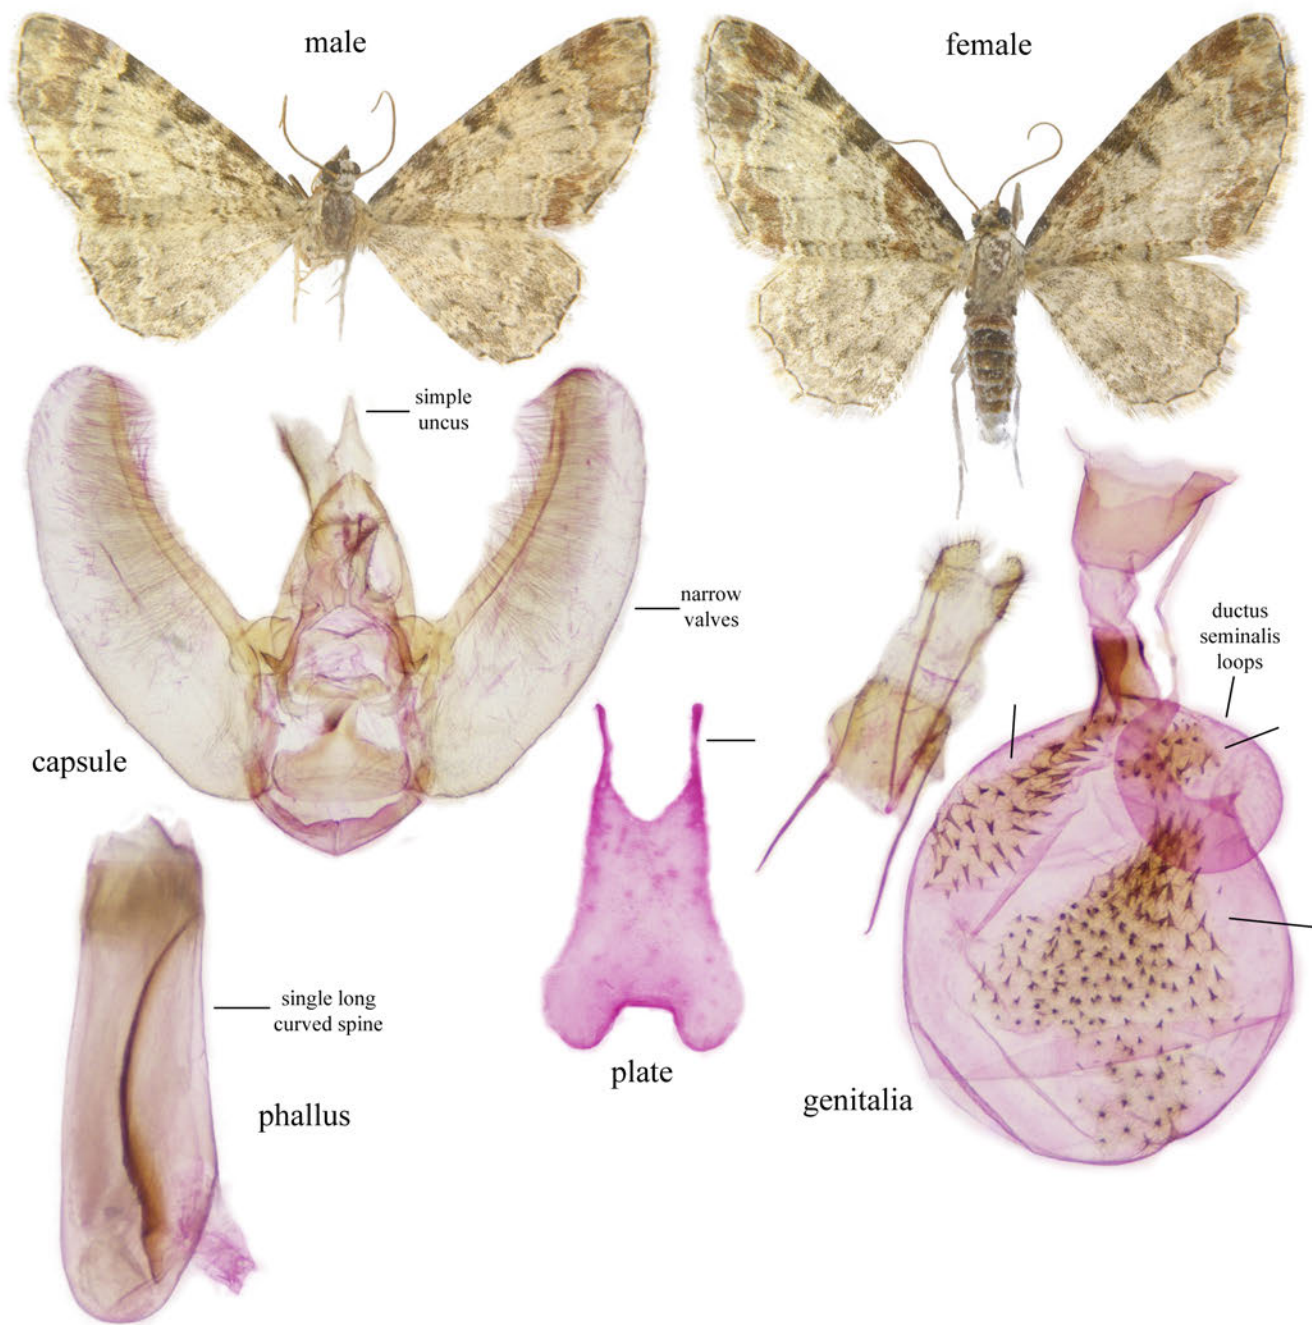 male
female
simple
uncus
narrow
valves
ductus
seminalis
loops
capsule
single long
curved spine
plate
phallus
genitalia